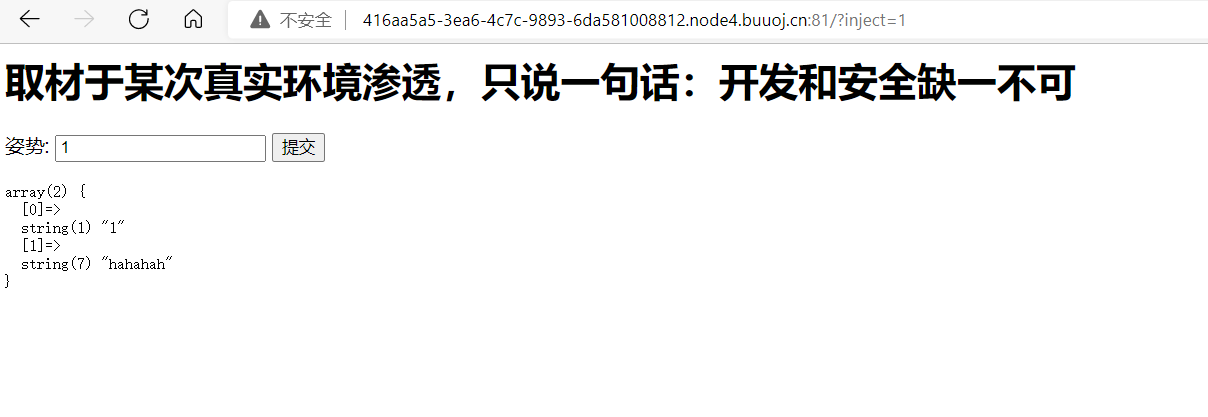 不安全 416aa5a5-3ea6-4c7c-9893-6da581008812.node4.buuoj.cn:81/?inject=1
取材于某次真实环境渗透，只说一句话：开发和安全缺一不可
姿势: 1 提交
array(2) {
[0]=>
string(1) "1"
[1]=>
string(7) "hahahah"
}